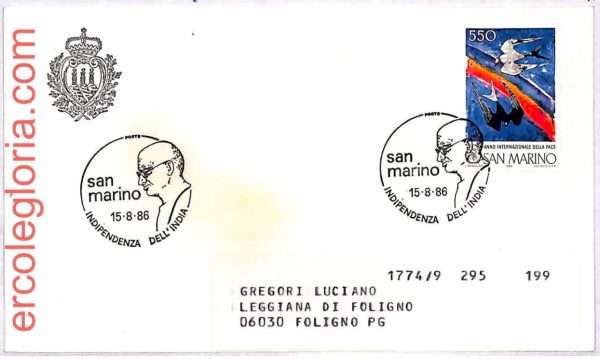 ercolegloria.com
550
ANNO INTERNAZIONALE DELLA PACE
SAN MARINO
POSTE
san
marino
15-8-86
INDIPENDENZA DELL'INDIA
POSTE
san
marino
15-8-86
INDIPENDENZA DELL'INDIA
1774/9 295 199
GREGORI LUCIANO
LEGGIANA DI FOLIGNO
06030 FOLIGNO PG